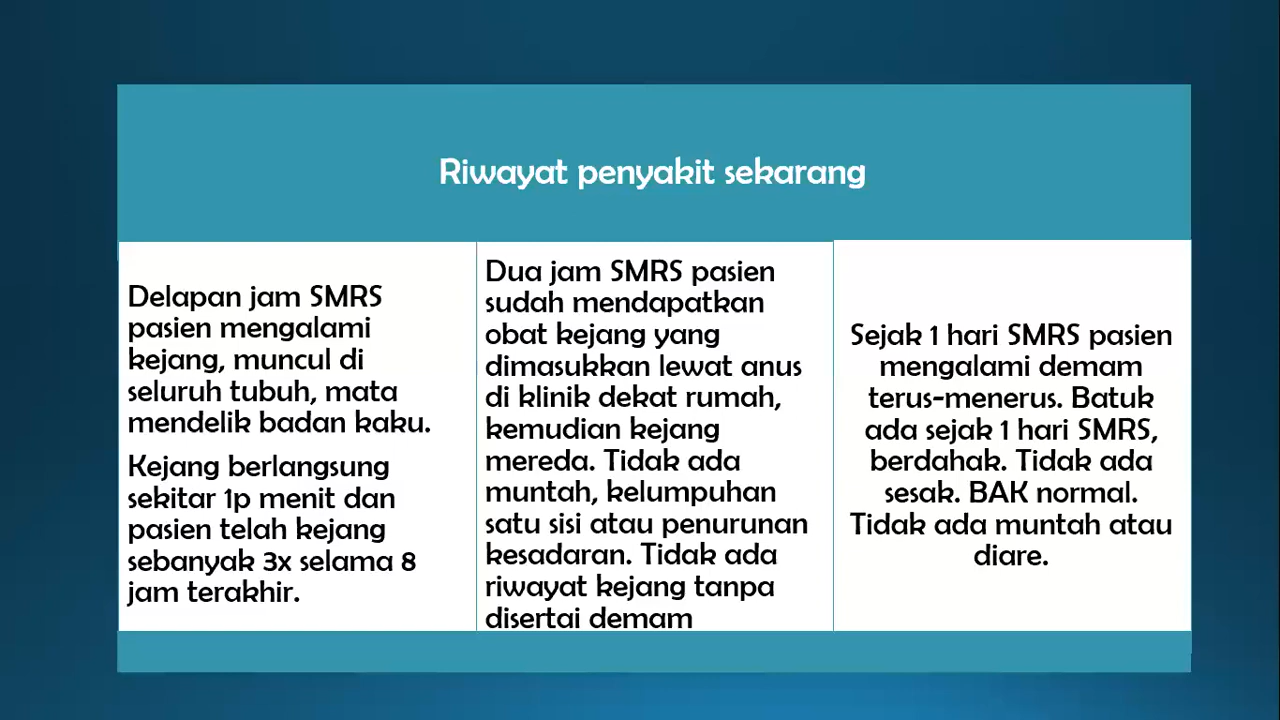 Riwayat penyakit sekarang
Delapan jam SMRS
pasien mengalami
kejang, muncul di
seluruh tubuh, mata
mendelik badan kaku.
Kejang berlangsung
sekitar 1p menit dan
pasien telah kejang
sebanyak 3x selama 8
jam terakhir.
Dua jam SMRS pasien
sudah mendapatkan
obat kejang yang
dimasukkan lewat anus
di klinik dekat rumah,
kemudian kejang
mereda. Tidak ada
muntah, kelumpuhan
satu sisi atau penurunan
kesadaran. Tidak ada
riwayat kejang tanpa
disertai demam
Sejak 1 hari SMRS pasien
mengalami demam
terus-menerus. Batuk
ada sejak 1 hari SMRS,
berdahak. Tidak ada
sesak. BAK normal.
Tidak ada muntah atau
diare.